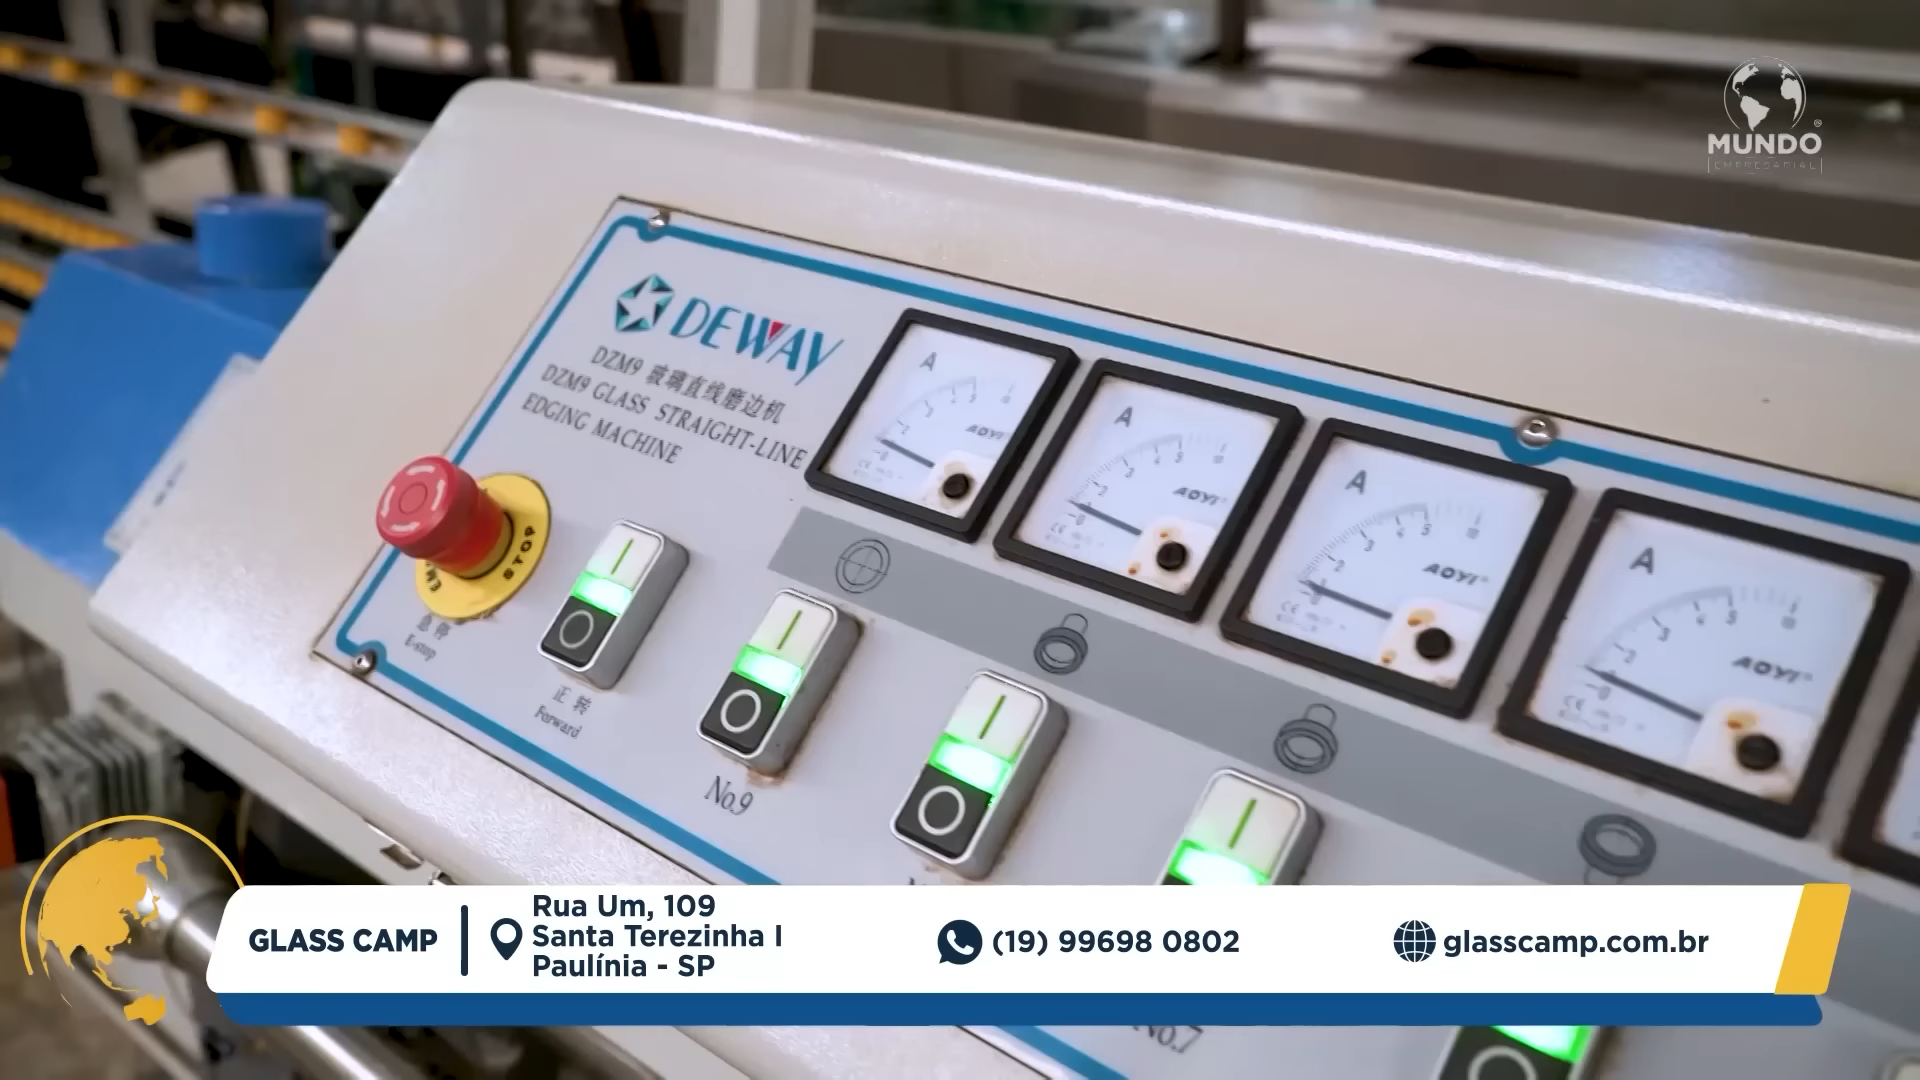 MUNDO
EMPRESARIAL
DEWAY
DZM9 玻璃直线磨边机
DZM9 GLASS STRAIGHT-LINE
EDGING MACHINE
A
AOYI
A
AOYI
A
AOYI
A
AOYI
STOP
急停
E-stop
正转
Forward
No.9
No.7
GLASS CAMP
Rua Um, 109
Santa Terezinha I
Paulínia - SP
(19) 99698 0802
glasscamp.com.br